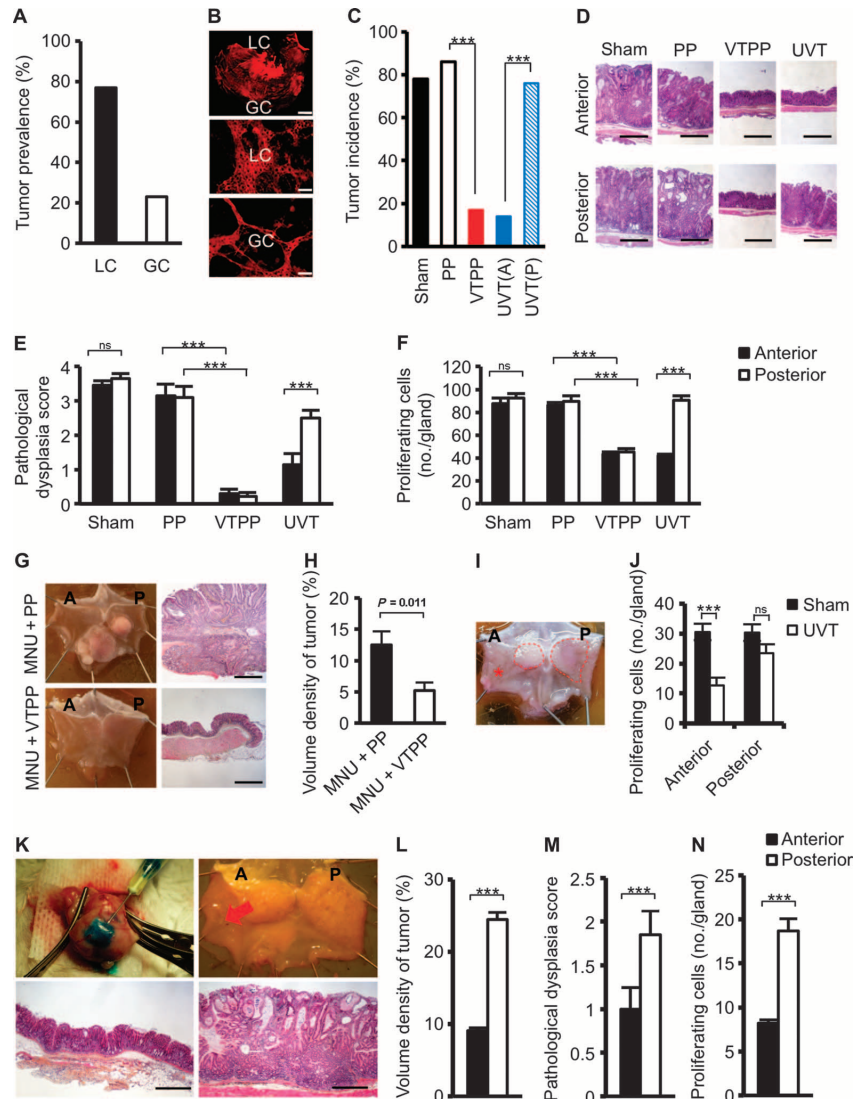 A
Tumor prevalence (%)
100
80
60
40
20
0
LC GC
B
LC
GC
LC
GC
C
Tumor incidence (%)
100
80
60
40
20
0
***
***
Sham
PP
VTPP
UVT(A)
UVT(P)
D
Sham PP VTPP UVT
Anterior
Posterior
E
Pathological
dysplasia score
4
3
2
1
0
ns
***
***
***
Sham PP VTPP UVT
F
Proliferating cells
(no./gland)
120
100
80
60
40
20
0
ns
***
***
***
Sham PP VTPP UVT
Anterior
Posterior
G
MNU + PP
MNU + VTPP
A P
A P
H
Volume density of tumor (%)
20
15
10
5
0
P = 0.011
MNU + PP
MNU + VTPP
I
A P
*
J
Proliferating cells (no./gland)
40
30
20
10
0
***
ns
Anterior
Posterior
Sham
UVT
K
A P
L
Volume density of tumor (%)
30
20
10
0
***
M
Pathological dysplasia score
2.5
2
1.5
1
0.5
0
***
N
Proliferating cells (no./gland)
25
20
15
10
5
0
***
Anterior
Posterior